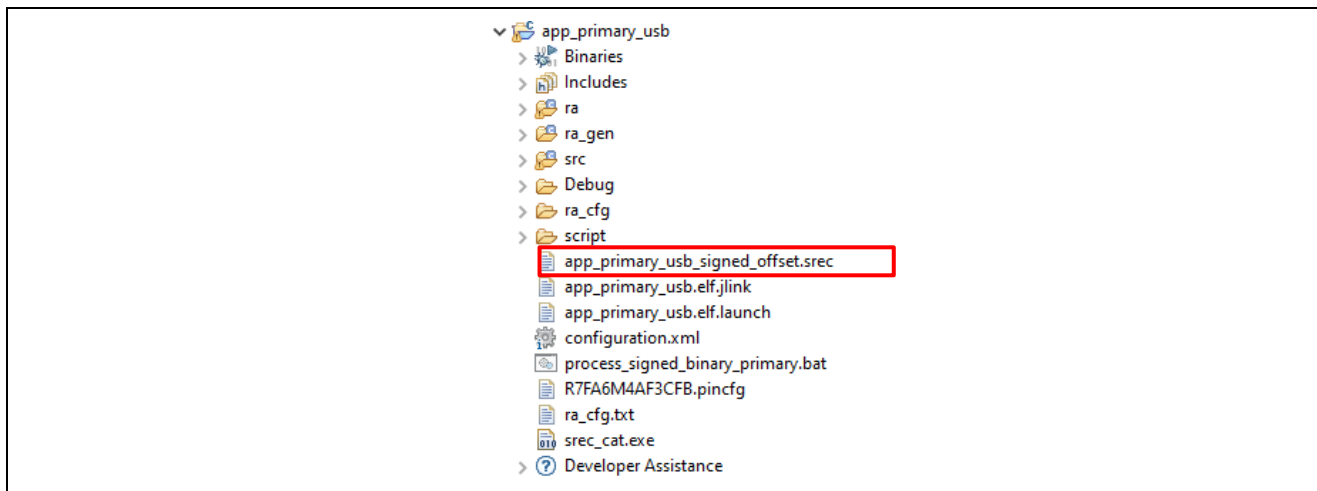 app_primary_usb
Binaries
Includes
ra
ra_gen
src
Debug
ra_cfg
script
app_primary_usb_signed_offset.srec
app_primary_usb.elf.jlink
app_primary_usb.elf.launch
configuration.xml
process_signed_binary_primary.bat
R7FA6M4AF3CFB.pincfg
ra_cfg.txt
srec_cat.exe
Developer Assistance